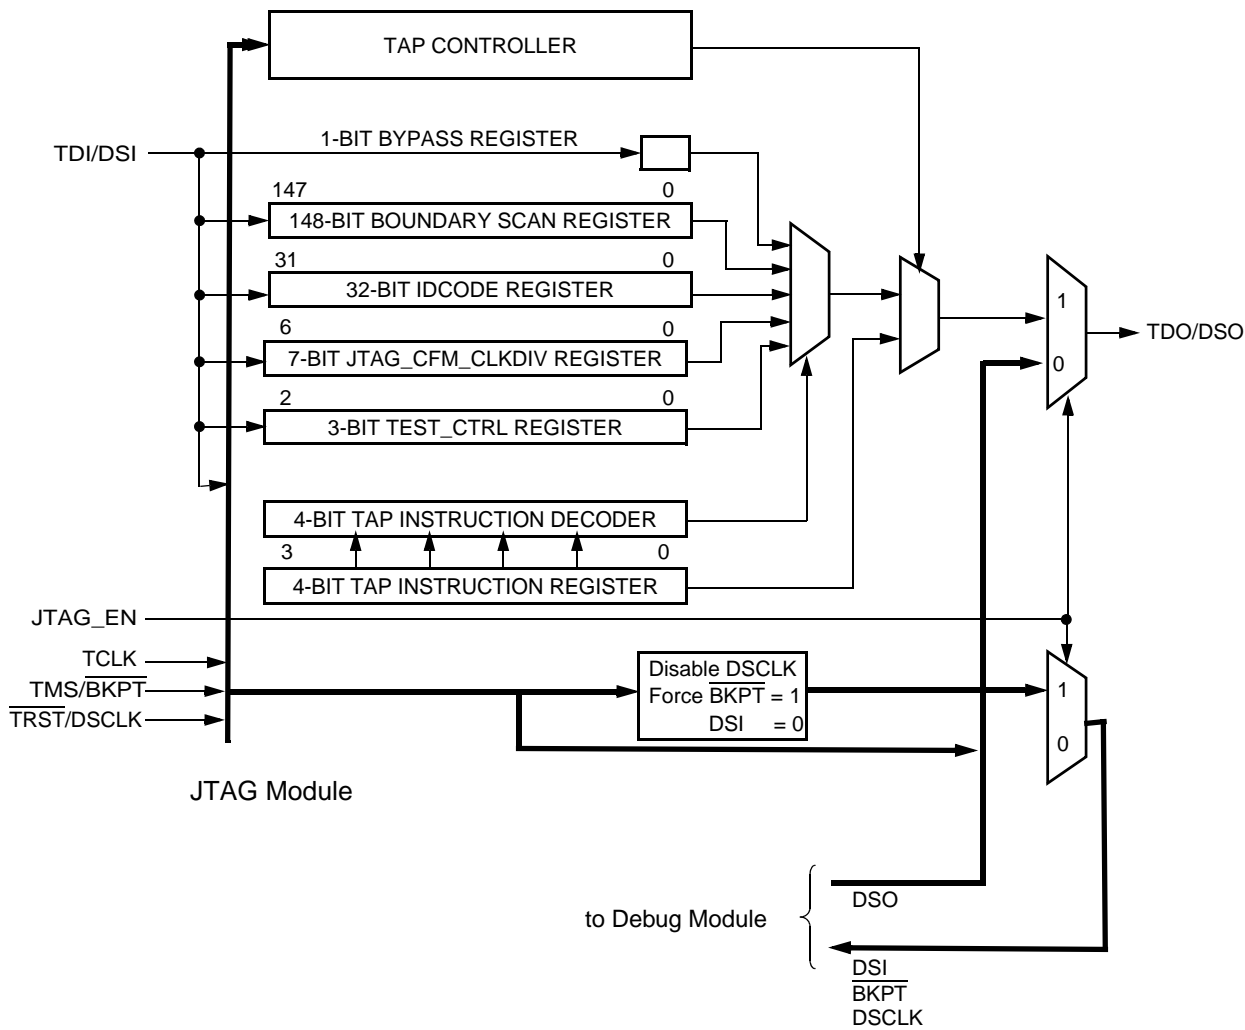 TAP CONTROLLER
1-BIT BYPASS REGISTER
TDI/DSI
147 0
148-BIT BOUNDARY SCAN REGISTER
31 0
32-BIT IDCODE REGISTER
6 0
7-BIT JTAG_CFM_CLKDIV REGISTER
2 0
3-BIT TEST_CTRL REGISTER
1
0
TDO/DSO
4-BIT TAP INSTRUCTION DECODER
3 0
4-BIT TAP INSTRUCTION REGISTER
JTAG_EN
TCLK
TMS/BKPT
TRST/DSCLK
Disable DSCLK
Force BKPT = 1
DSI = 0
1
0
JTAG Module
to Debug Module
DSO
DSI
BKPT
DSCLK